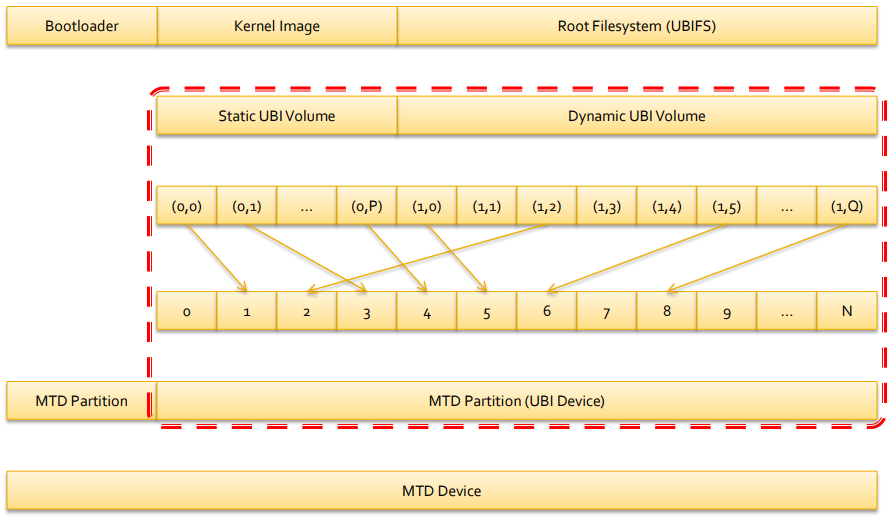 Bootloader Kernel Image Root Filesystem (UBIFS)
Static UBI Volume Dynamic UBI Volume
(0,0) (0,1) ... (0,P) (1,0) (1,1) (1,2) (1,3) (1,4) (1,5) ... (1,Q)
0 1 2 3 4 5 6 7 8 9 ... N
MTD Partition MTD Partition (UBI Device)
MTD Device